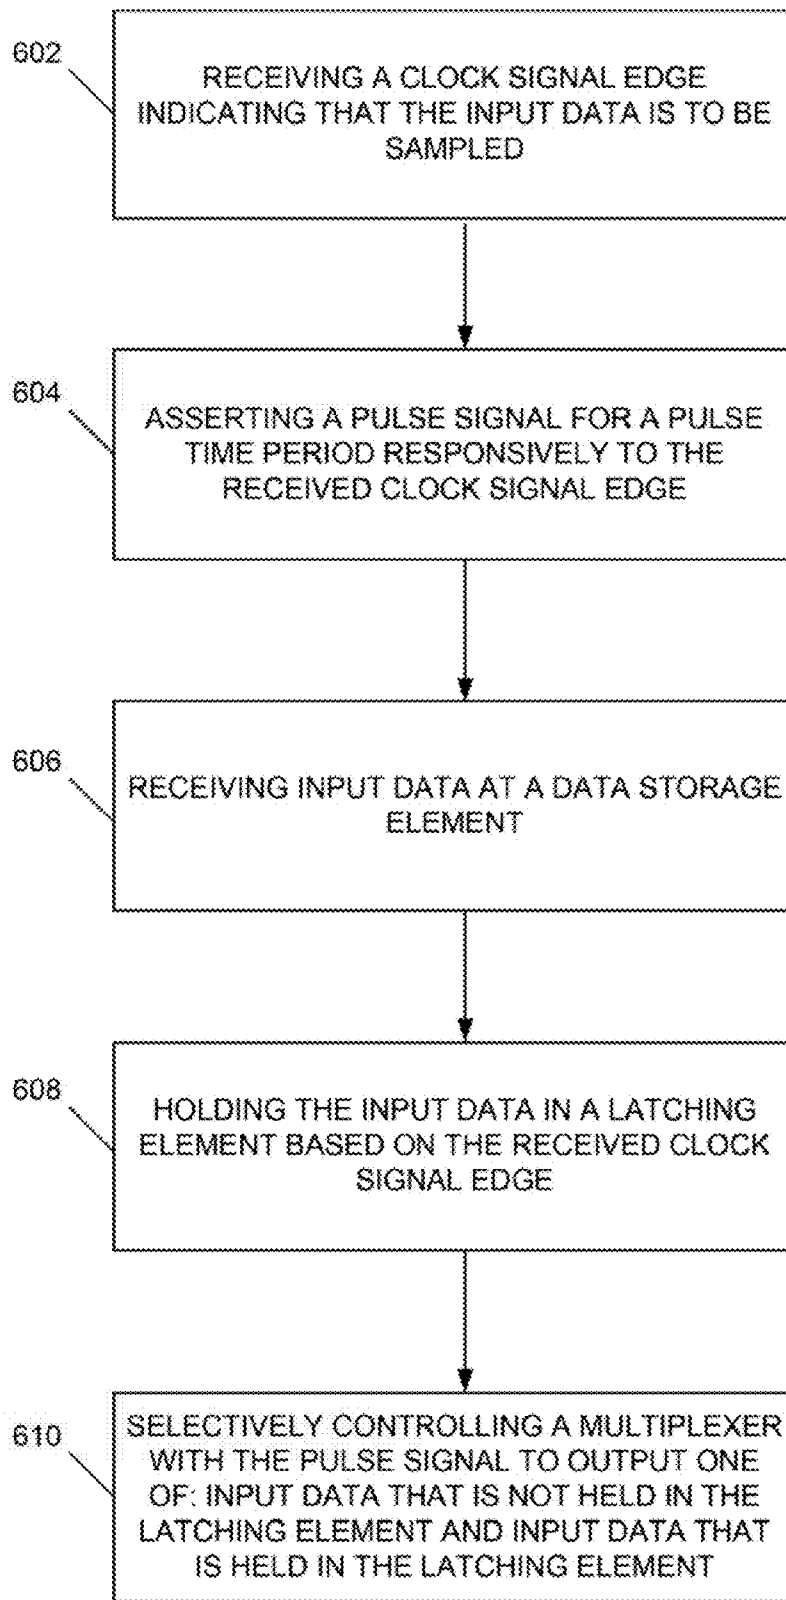 602
RECEIVING A CLOCK SIGNAL EDGE
INDICATING THAT THE INPUT DATA IS TO BE
SAMPLED
604
ASSERTING A PULSE SIGNAL FOR A PULSE
TIME PERIOD RESPONSIVELY TO THE
RECEIVED CLOCK SIGNAL EDGE
606
RECEIVING INPUT DATA AT A DATA STORAGE
ELEMENT
608
HOLDING THE INPUT DATA IN A LATCHING
ELEMENT BASED ON THE RECEIVED CLOCK
SIGNAL EDGE
610
SELECTIVELY CONTROLLING A MULTIPLEXER
WITH THE PULSE SIGNAL TO OUTPUT ONE
OF: INPUT DATA THAT IS NOT HELD IN THE
LATCHING ELEMENT AND INPUT DATA THAT
IS HELD IN THE LATCHING ELEMENT